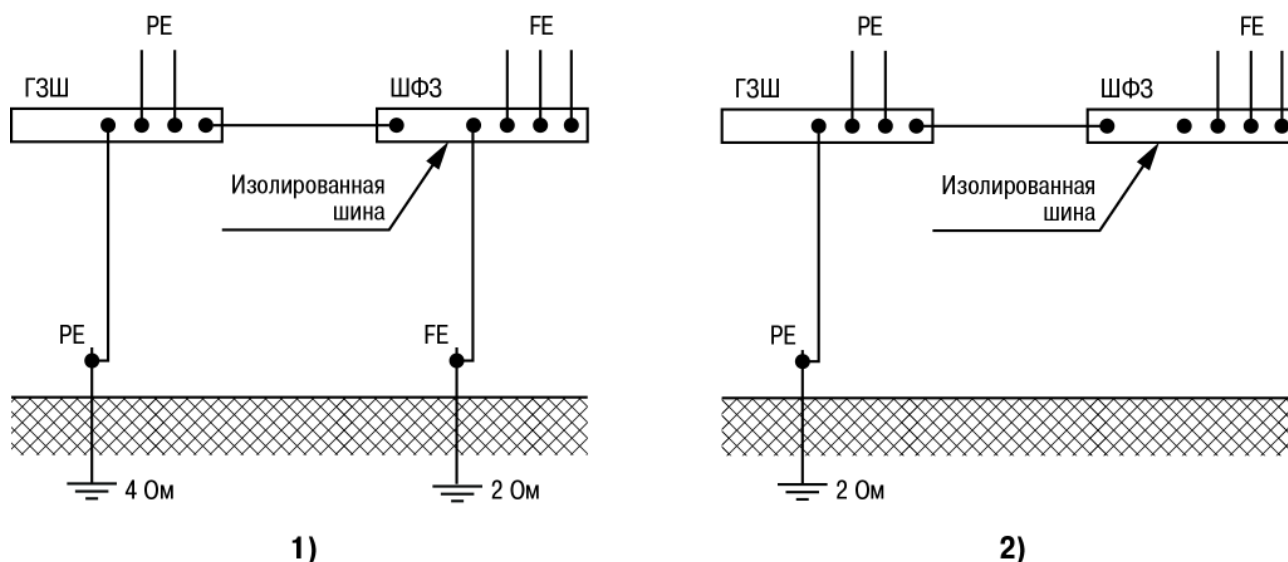 PE
FE
ГЗШ
ШФЗ
Изолированная
шина
PE
FE
4 Ом
2 Ом
1)
PE
FE
ГЗШ
ШФЗ
Изолированная
шина
PE
2 Ом
2)